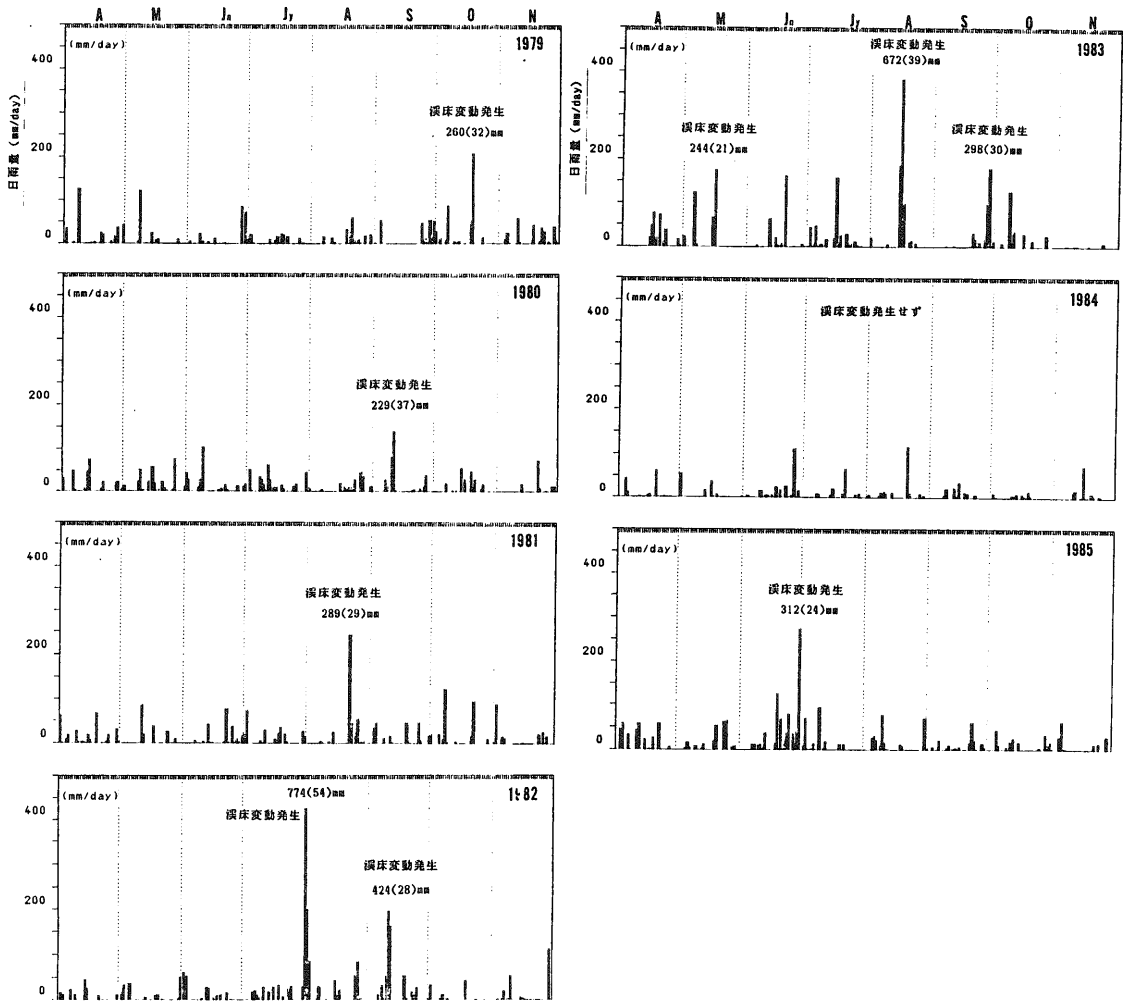 A M Jn Jy A S O N
(mm/day)
1979
400
200
0
日雨量 (mm/day)
渓床変動発生
260(32)mm
(mm/day)
1980
400
200
0
渓床変動発生
229(37)mm
(mm/day)
1981
400
200
0
渓床変動発生
289(29)mm
(mm/day)
1982
400
200
0
774(54)mm
渓床変動発生
渓床変動発生
424(28)mm
A M Jn Jy A S O N
(mm/day)
1983
400
200
0
日雨量 (mm/day)
渓床変動発生
672(39)mm
渓床変動発生
244(21)mm
渓床変動発生
298(30)mm
(mm/day)
1984
400
200
0
渓床変動発生せず
(mm/day)
1985
400
200
0
渓床変動発生
312(24)mm